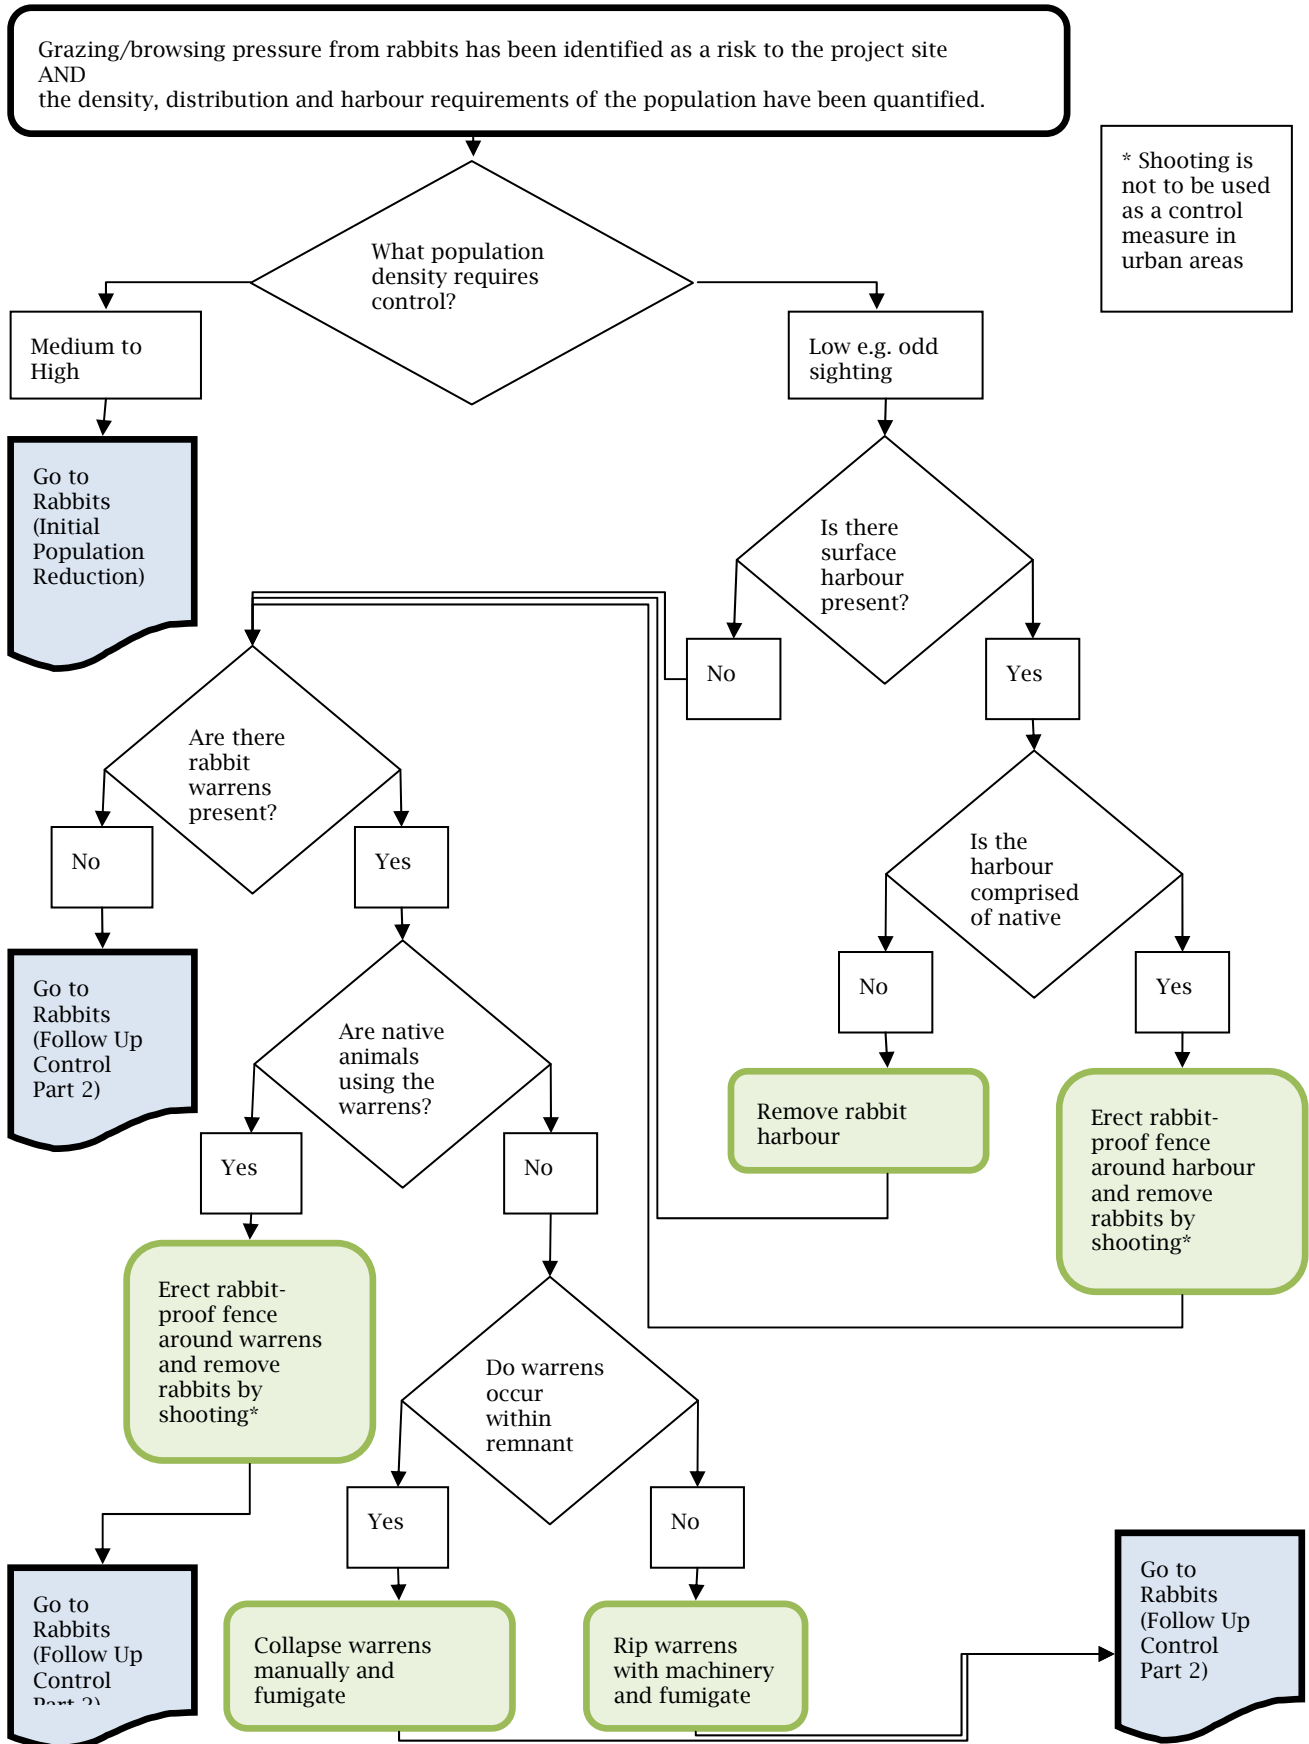 Grazing/browsing pressure from rabbits has been identified as a risk to the project site
AND
the density, distribution and harbour requirements of the population have been quantified.
* Shooting is
not to be used
as a control
measure in
urban areas
What population
density requires
control?
Medium to
High
Low e.g. odd
sighting
Go to
Rabbits
(Initial
Population
Reduction)
Is there
surface
harbour
present?
No
Yes
Are there
rabbit
warrens
present?
Is the
harbour
comprised
of native
No
Yes
No
Yes
Go to
Rabbits
(Follow Up
Control
Part 2)
Are native
animals
using the
warrens?
Remove rabbit
harbour
Erect rabbit-
proof fence
around harbour
and remove
rabbits by
shooting*
Yes
No
Erect rabbit-
proof fence
around warrens
and remove
rabbits by
shooting*
Do warrens
occur
within
remnant
Yes
No
Go to
Rabbits
(Follow Up
Control
Part 2)
Collapse warrens
manually and
fumigate
Rip warrens
with machinery
and fumigate
Go to
Rabbits
(Follow Up
Control
Part 2)